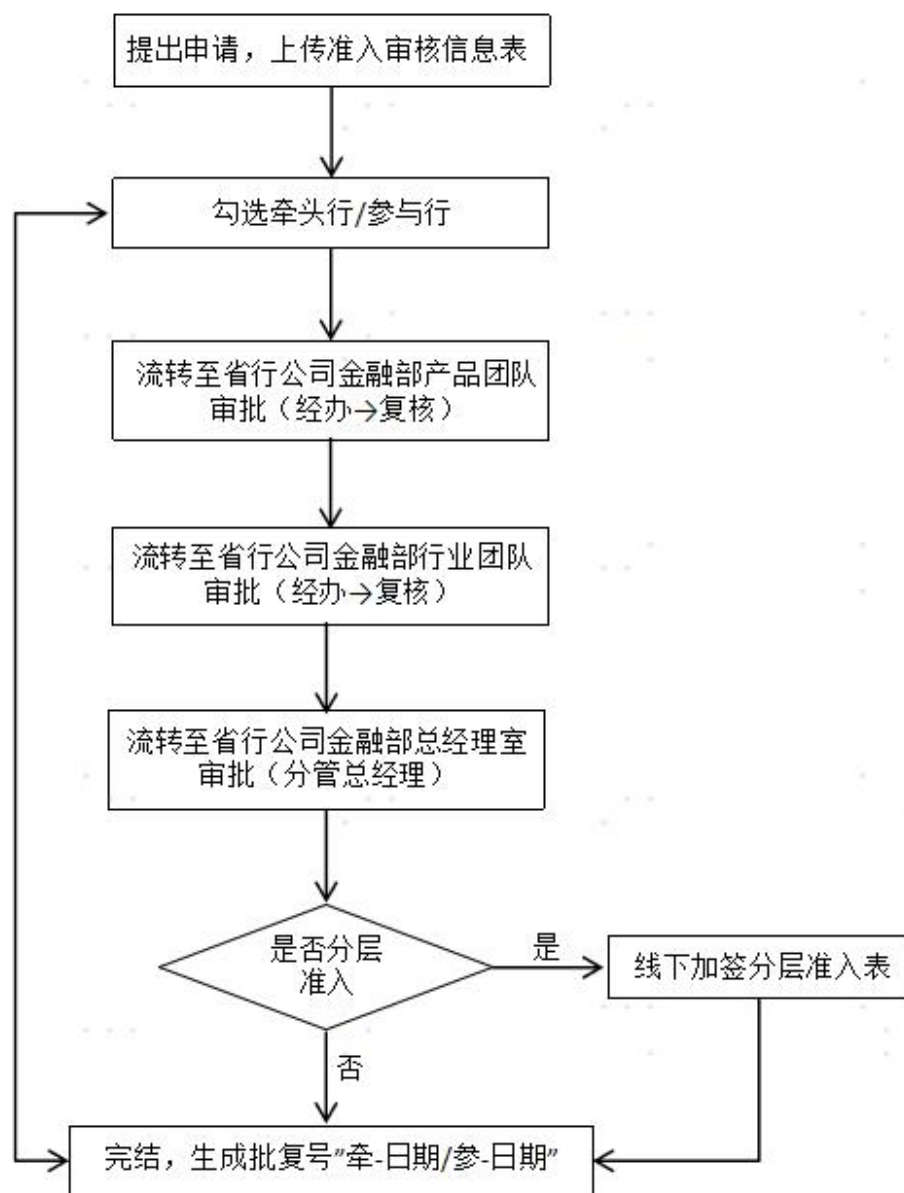 提出申请，上传准入审核信息表
勾选牵头行/参与行
流转至省行公司金融部产品团队
审批（经办→复核）
流转至省行公司金融部行业团队
审批（经办→复核）
流转至省行公司金融部总经理室
审批（分管总经理）
是否分层
准入
是
线下加签分层准入表
否
完结，生成批复号"牵-日期/参-日期"